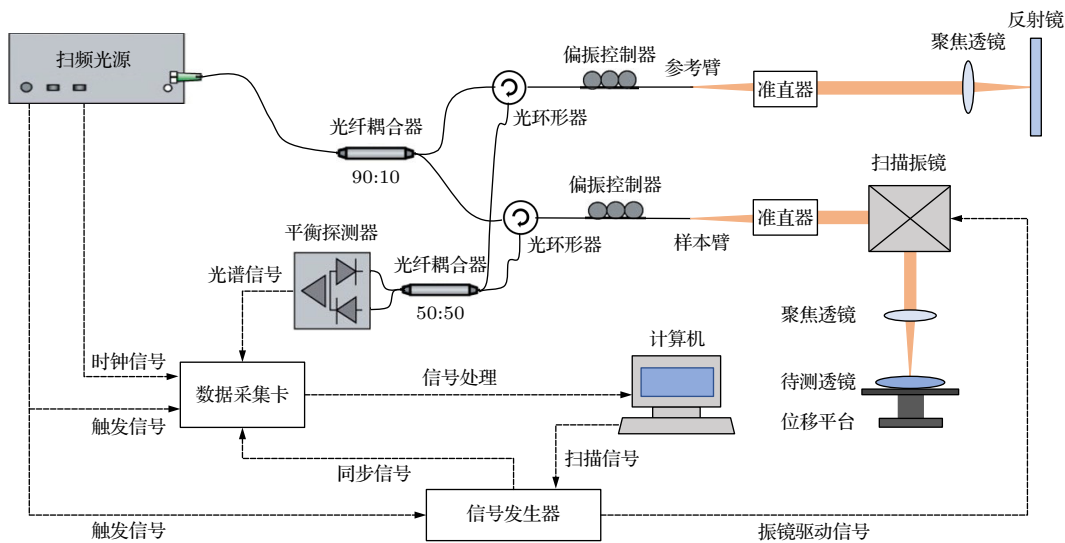 反射镜
扫频光源
偏振控制器
聚焦透镜
参考臂
准直器
光环形器
光纤耦合器
90:10
扫描振镜
偏振控制器
准直器
样本臂
光环形器
平衡探测器
光谱信号
光纤耦合器
50:50
聚焦透镜
计算机
时钟信号
信号处理
数据采集卡
待测透镜
触发信号
位移平台
扫描信号
同步信号
信号发生器
触发信号
振镜驱动信号